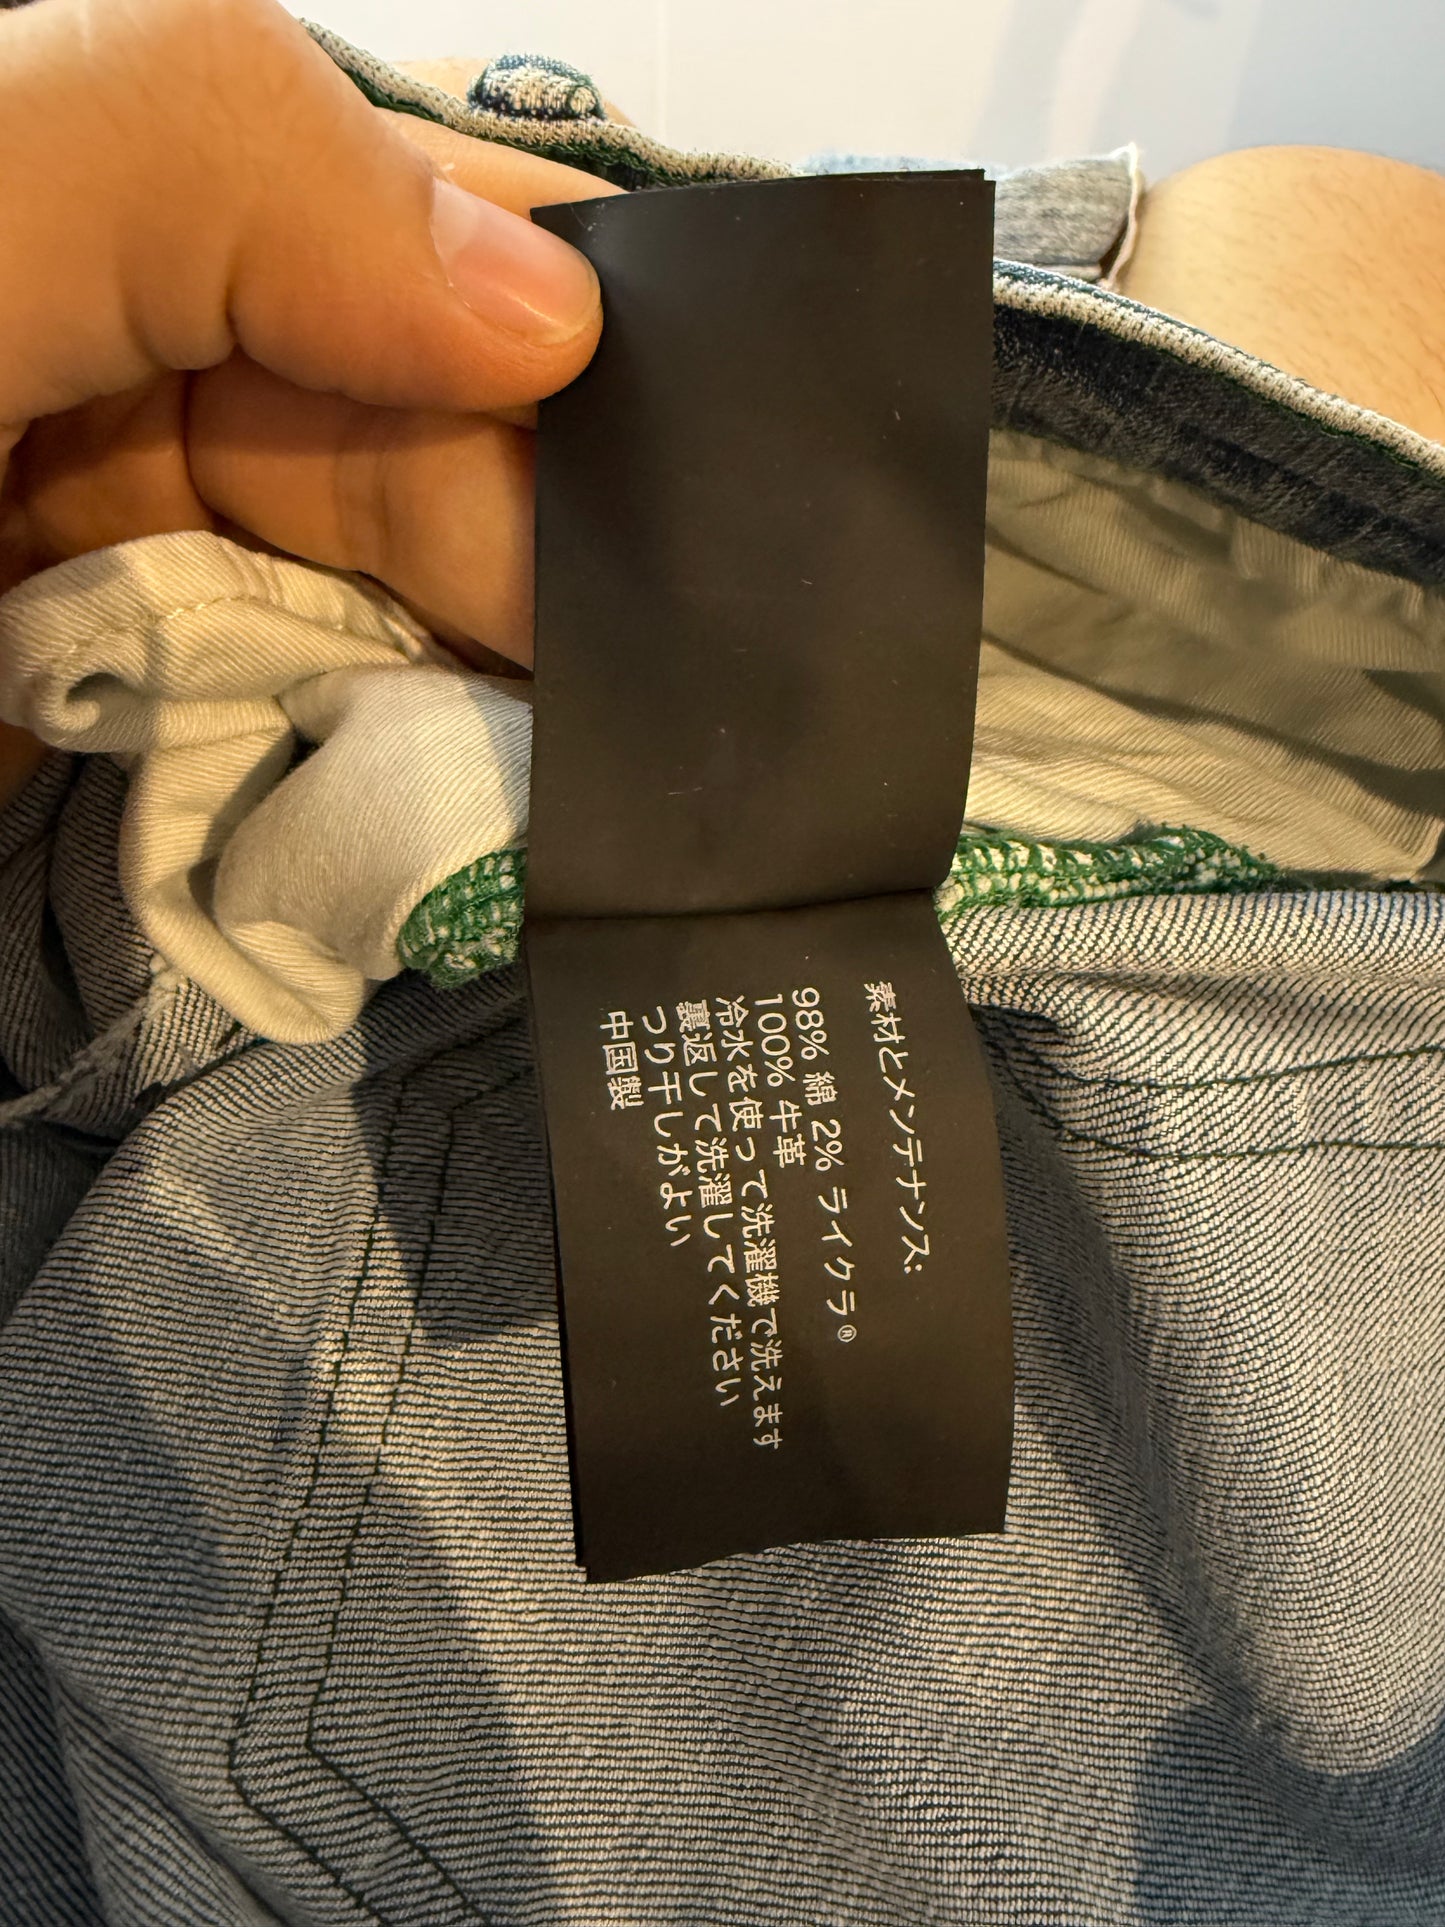 素材とメンテナンス:
98% 綿 2% ライクラ®
100% 牛革
冷水を使って洗濯機で洗えます
裏返して洗濯してください
つり干しがよい
中国製